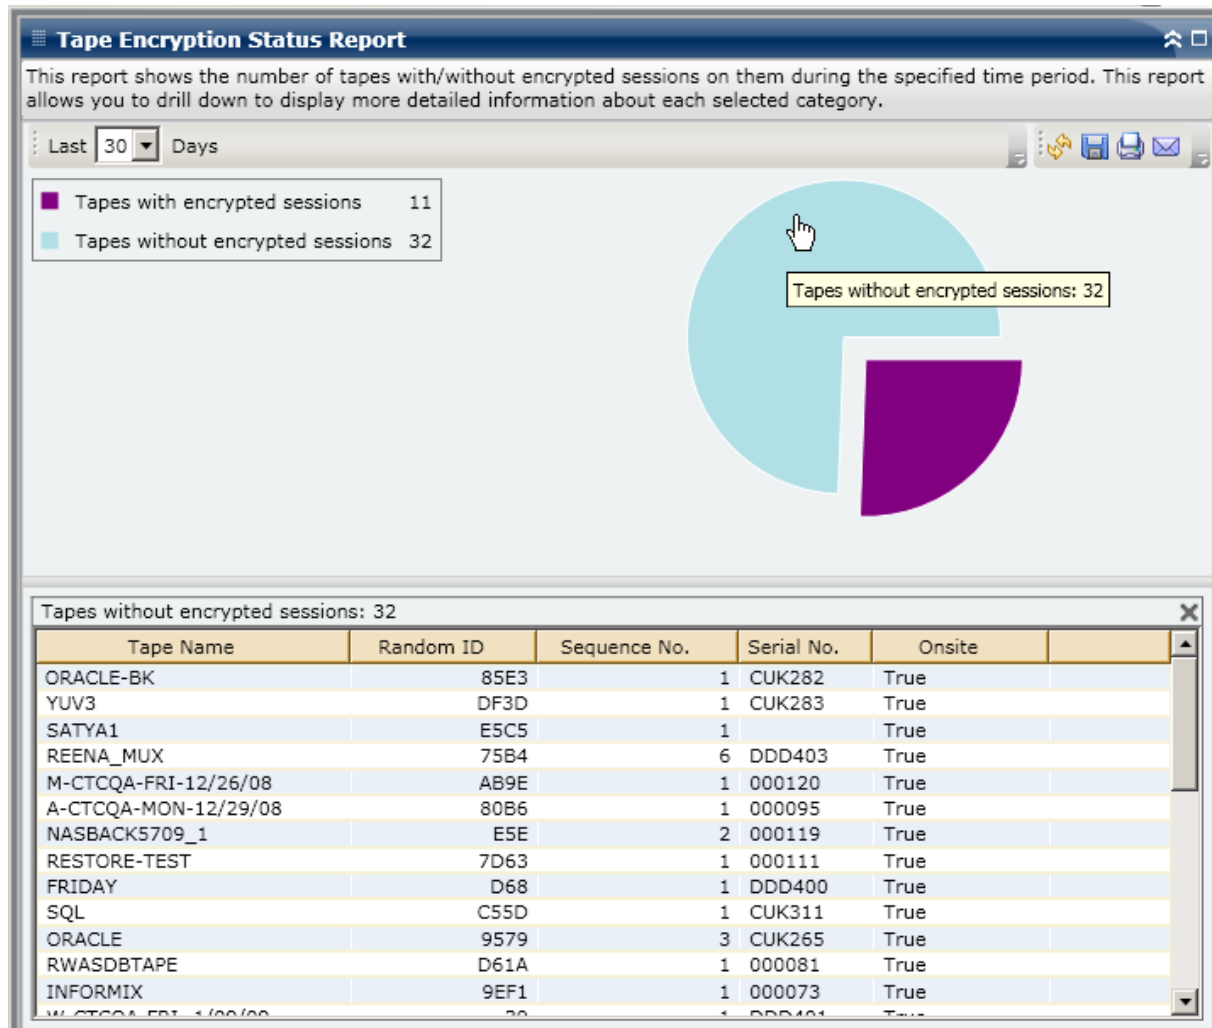 Tape Encryption Status Report
This report shows the number of tapes with/without encrypted sessions on them during the specified time period. This report
allows you to drill down to display more detailed information about each selected category.
Last 30 Days
Tapes with encrypted sessions 11
Tapes without encrypted sessions 32
Tapes without encrypted sessions: 32
Tapes without encrypted sessions: 32
Tape Name Random ID Sequence No. Serial No. Onsite
ORACLE-BK 85E3 1 CUK282 True
YUV3 DF3D 1 CUK283 True
SATYA1 E5C5 1 True
REENA_MUX 75B4 6 DDD403 True
M-CTCQA-FRI-12/26/08 AB9E 1 000120 True
A-CTCQA-MON-12/29/08 80B6 1 000095 True
NASBACK5709_1 E5E 2 000119 True
RESTORE-TEST 7D63 1 000111 True
FRIDAY D68 1 DDD400 True
SQL C55D 1 CUK311 True
ORACLE 9579 3 CUK265 True
RWASDBTAPE D61A 1 000081 True
INFORMIX 9EF1 1 000073 True